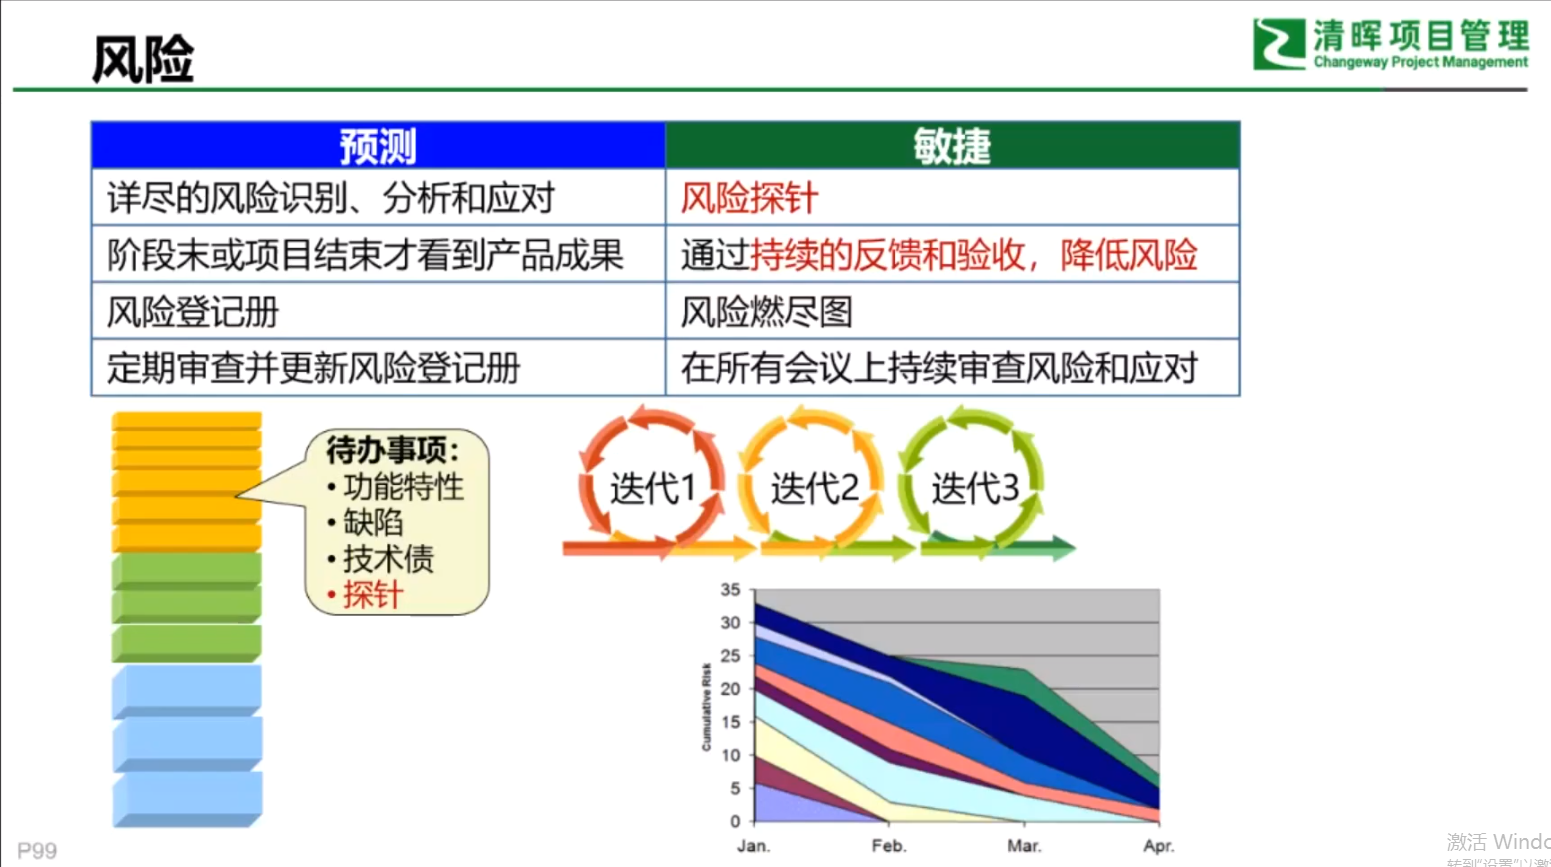 风险
清晖项目管理
Changeway Project Management
预测
敏捷
详尽的风险识别、分析和应对
风险探针
阶段末或项目结束才看到产品成果
通过持续的反馈和验收，降低风险
风险登记册
风险燃尽图
定期审查并更新风险登记册
在所有会议上持续审查风险和应对
待办事项：
• 功能特性
• 缺陷
• 技术债
• 探针
迭代1
迭代2
迭代3
35
30
25
20
15
10
5
0
Cumulative Risk
Jan.
Feb.
Mar.
Apr.
P99
激活 Windo
转到"设置"以激